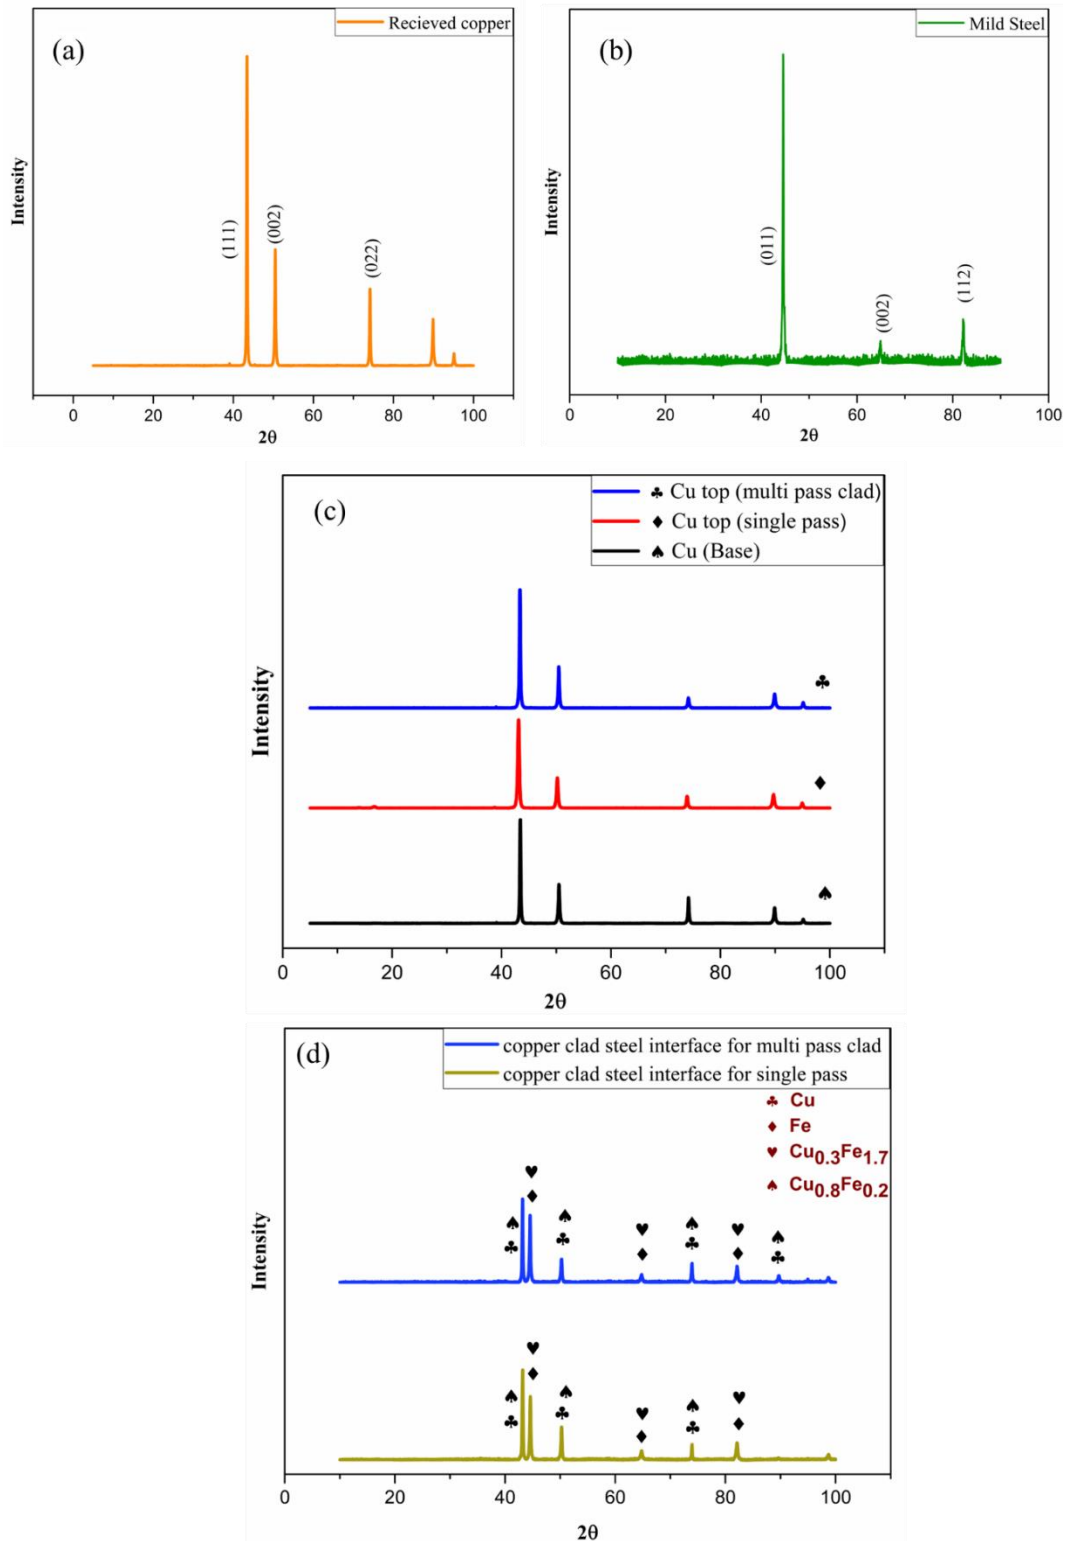 (a)
Recieved copper
Intensity
(111)
(002)
(022)
0 20 40 60 80 100
2θ
(b)
Mild Steel
Intensity
(011)
(002)
(112)
0 20 40 60 80 100
2θ
(c)
♣ Cu top (multi pass clad)
♦ Cu top (single pass)
♠ Cu (Base)
Intensity
♣
♦
♠
0 20 40 60 80 100
2θ
(d)
copper clad steel interface for multi pass clad
copper clad steel interface for single pass
♣ Cu
♦ Fe
♥ Cu0.3Fe1.7
♠ Cu0.8Fe0.2
Intensity
♥ 
♦ ♠ ♥ ♠ ♥
♠ ♣ ♦ ♣ ♦ ♠
♣ ♣
♥
♠ ♦ ♠ ♥ ♠ ♥
♣ ♣ ♦ ♣ ♦
0 20 40 60 80 100
2θ